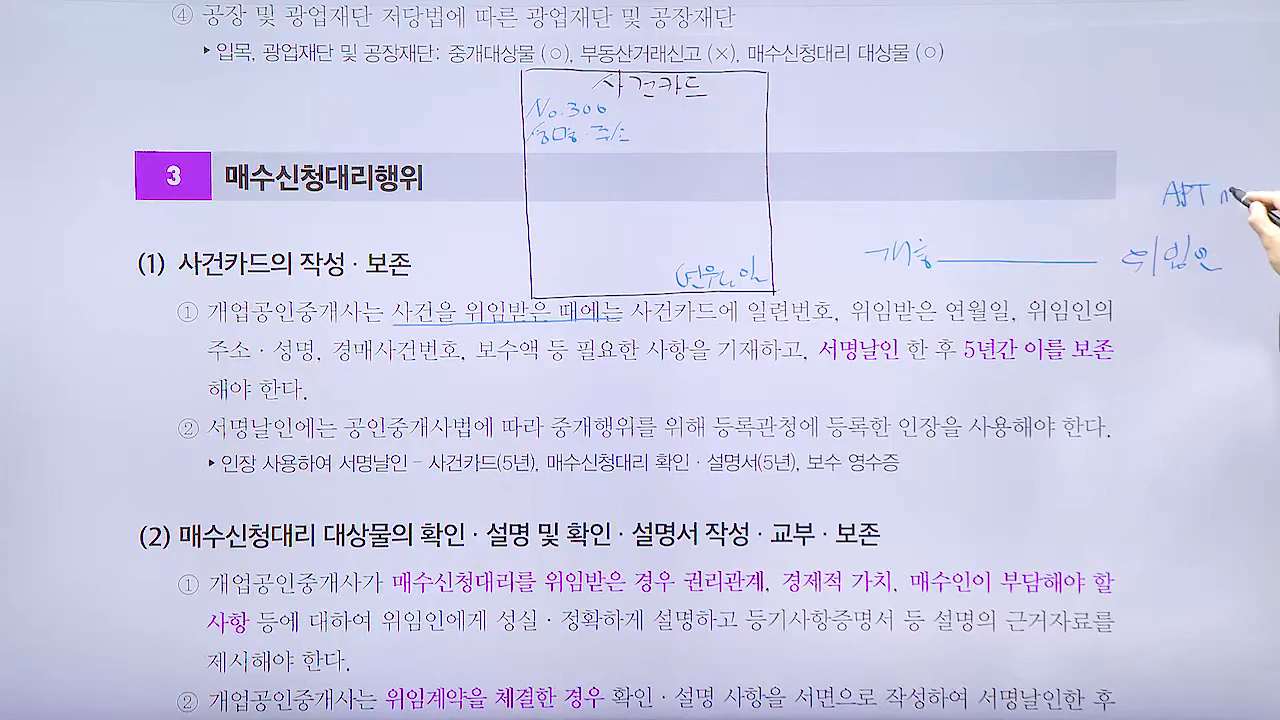 ④ 공장 및 광업재단 저당법에 따른 광업재단 및 공장재단
▸입목, 광업재단 및 공장재단: 중개대상물 (○), 부동산거래신고 (×), 매수신청대리 대상물 (○)
사건카드
No.300
성명·주소
3 매수신청대리행위
APT
개공 위임인
(1) 사건카드의 작성·보존
① 개업공인중개사는 사건을 위임받은 때에는 사건카드에 일련번호, 위임받은 연월일, 위임인의
주소·성명, 경매사건번호, 보수액 등 필요한 사항을 기재하고, 서명날인 한 후 5년간 이를 보존
해야 한다.
② 서명날인에는 공인중개사법에 따라 중개행위를 위해 등록관청에 등록한 인장을 사용해야 한다.
▸인장 사용하여 서명날인 - 사건카드(5년), 매수신청대리 확인·설명서(5년), 보수 영수증
(2) 매수신청대리 대상물의 확인·설명 및 확인·설명서 작성·교부·보존
① 개업공인중개사가 매수신청대리를 위임받은 경우 권리관계, 경제적 가치, 매수인이 부담해야 할
사항 등에 대하여 위임인에게 성실·정확하게 설명하고 등기사항증명서 등 설명의 근거자료를
제시해야 한다.
② 개업공인중개사는 위임계약을 체결한 경우 확인·설명 사항을 서면으로 작성하여 서명날인한 후